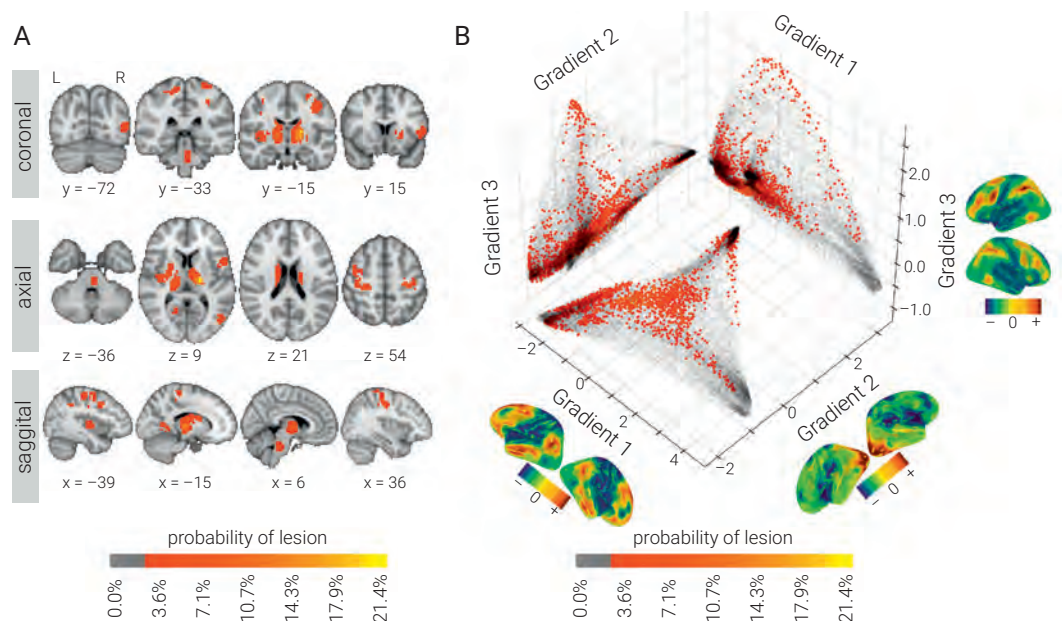 A
L R
coronal
y = −72 y = −33 y = −15 y = 15
axial
z = −36 z = 9 z = 21 z = 54
saggital
x = −39 x = −15 x = 6 x = 36
probability of lesion
0.0% 3.6% 7.1% 10.7% 14.3% 17.9% 21.4%
B
Gradient 2
Gradient 1
Gradient 3
2.0
1.0
0.0
−1.0
Gradient 3
− 0 +
−2 0 2 4
Gradient 1
− 0 +
−2 0 2
Gradient 2
− 0 +
probability of lesion
0.0% 3.6% 7.1% 10.7% 14.3% 17.9% 21.4%